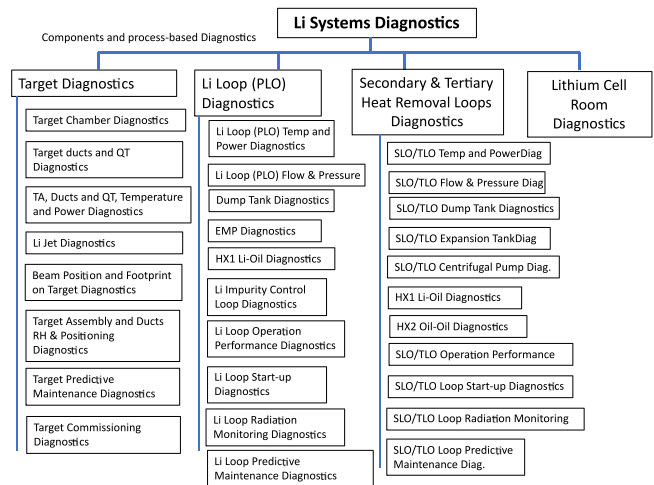 Li Systems Diagnostics
Components and process-based Diagnostics
Target Diagnostics
Target Chamber Diagnostics
Target ducts and QT
Diagnostics
TA, Ducts and QT, Temperature
and Power Diagnostics
Li Jet Diagnostics
Beam Position and Footprint
on Target Diagnostics
Target Assembly and Ducts
RH & Positioning
Diagnostics
Target Predictive
Maintenance Diagnostics
Target Commissioning
Diagnostics
Li Loop (PLO)
Diagnostics
Li Loop (PLO) Temp and
Power Diagnostics
Li Loop (PLO) Flow & Pressure
Dump Tank Diagnostics
EMP Diagnostics
HX1 Li-Oil Diagnostics
Li Impurity Control
Loop Diagnostics
Li Loop Operation
Performance Diagnostics
Li Loop Start-up
Diagnostics
Li Loop Radiation
Monitoring Diagnostics
Li Loop Predictive
Maintenance Diagnostics
Secondary & Tertiary
Heat Removal Loops
Diagnostics
SLO/TLO Temp and PowerDiag
SLO/TLO Flow & Pressure Diag
SLO/TLO Dump Tank Diagnostics
SLO/TLO Expansion TankDiag
SLO/TLO Centrifugal Pump Diag.
HX1 Li-Oil Diagnostics
HX2 Oil-Oil Diagnostics
SLO/TLO Operation Performance
SLO/TLO Loop Start-up Diagnostics
SLO/TLO Loop Radiation Monitoring
SLO/TLO Loop Predictive
Maintenance Diag.
Lithium Cell
Room
Diagnostics